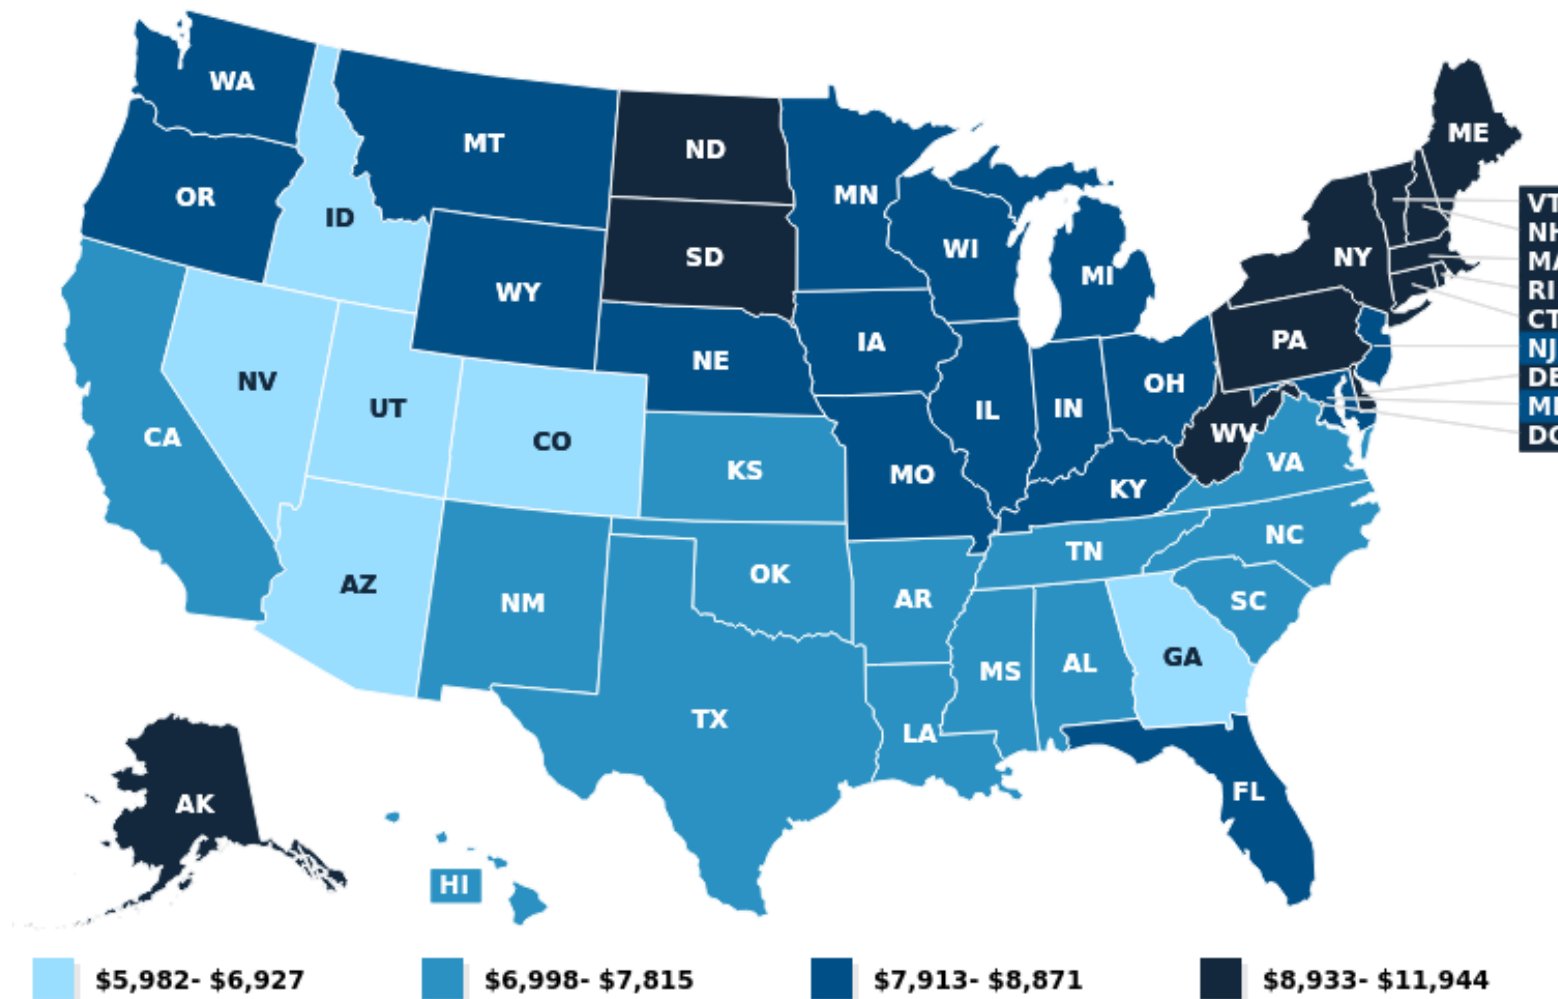 WA
MT
ND
ME
OR
ID
MN
VT
NH
SD
WI
MI
NY
MA
WY
RI
CT
IA
PA
NJ
NE
NV
UT
OH
DE
CO
IL
IN
CA
WV
DC
KS
MO
KY
VA
TN
NC
AZ
NM
OK
AR
SC
MS
AL
GA
TX
LA
FL
AK
HI
$5,982- $6,927 $6,998- $7,815 $7,913- $8,871 $8,933- $11,944